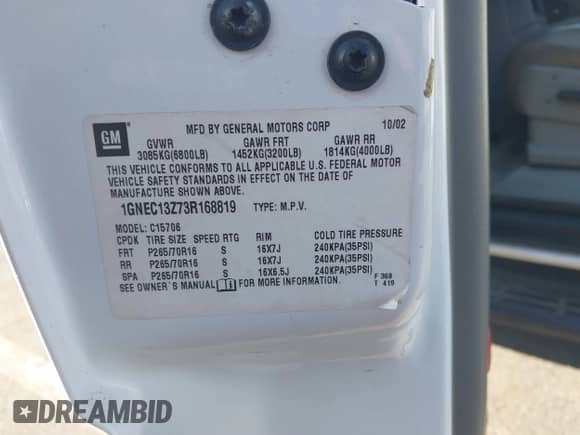 GM
MFD BY GENERAL MOTORS CORP 10/02
GVWR GAWR FRT GAWR RR
3085KG(6800LB) 1452KG(3200LB) 1814KG(4000LB)
THIS VEHICLE CONFORMS TO ALL APPLICABLE U.S. FEDERAL MOTOR
VEHICLE SAFETY STANDARDS IN EFFECT ON THE DATE OF
MANUFACTURE SHOWN ABOVE.
1GNEC13Z73R168819 TYPE: M.P.V.
MODEL: C15706
CPDK TIRE SIZE SPEED RTG RIM COLD TIRE PRESSURE
FRT P265/70R16 S 16X7J 240KPA(35PSI)
RR P265/70R16 S 16X7J 240KPA(35PSI)
SPA P265/70R16 S 16X6.5J 240KPA(35PSI)
SEE OWNER'S MANUAL FOR MORE INFORMATION.
F 368
T 419
DREAMBID